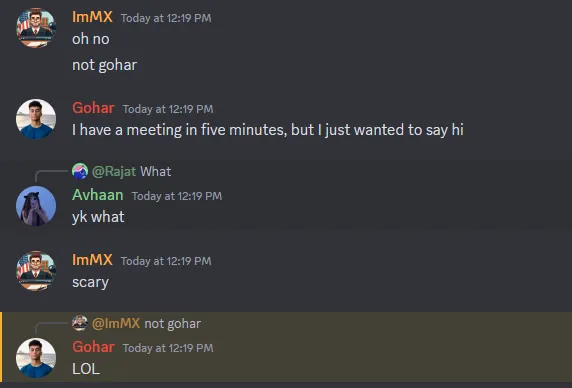 ImMX Today at 12:19 PM
oh no
not gohar
Gohar Today at 12:19 PM
I have a meeting in five minutes, but I just wanted to say hi
@Rajat What
Avhaan Today at 12:19 PM
yk what
ImMX Today at 12:19 PM
scary
@ImMX not gohar
Gohar Today at 12:19 PM
LOL